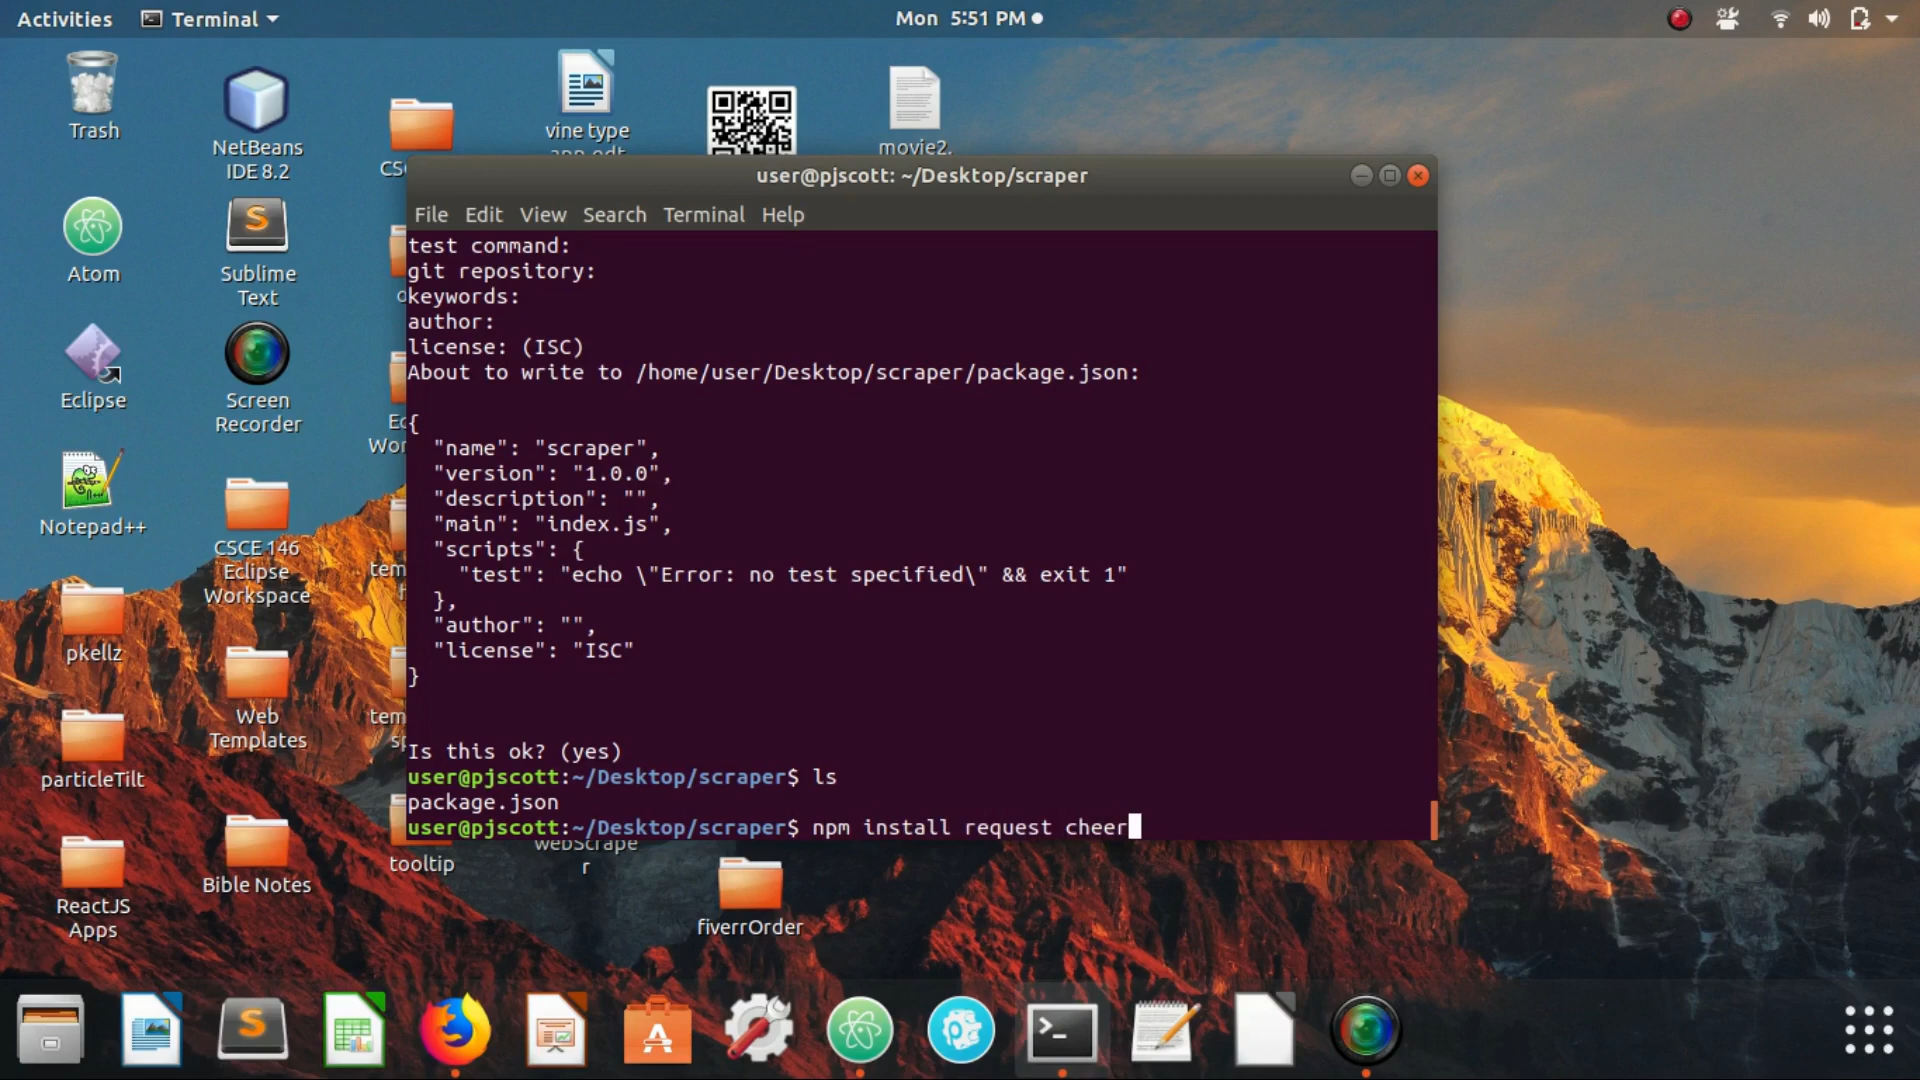 Activities
Terminal
Mon 5:51 PM
Trash
NetBeans
IDE 8.2
vine type
movie2.
user@pjscott: ~/Desktop/scraper
File Edit View Search Terminal Help
test command:
git repository:
keywords:
author:
license: (ISC)
About to write to /home/user/Desktop/scraper/package.json:
{
"name": "scraper",
"version": "1.0.0",
"description": "",
"main": "index.js",
"scripts": {
"test": "echo \"Error: no test specified\" && exit 1"
},
"author": "",
"license": "ISC"
}
Is this ok? (yes)
user@pjscott:~/Desktop/scraper$ ls
package.json
user@pjscott:~/Desktop/scraper$ npm install request cheer
Atom
Sublime
Text
Eclipse
Screen
Recorder
Notepad++
CSCE 146
Eclipse
Workspace
pkellz
Web
Templates
particleTilt
Bible Notes
tooltip
webScrape
r
ReactJS
Apps
fiverrOrder